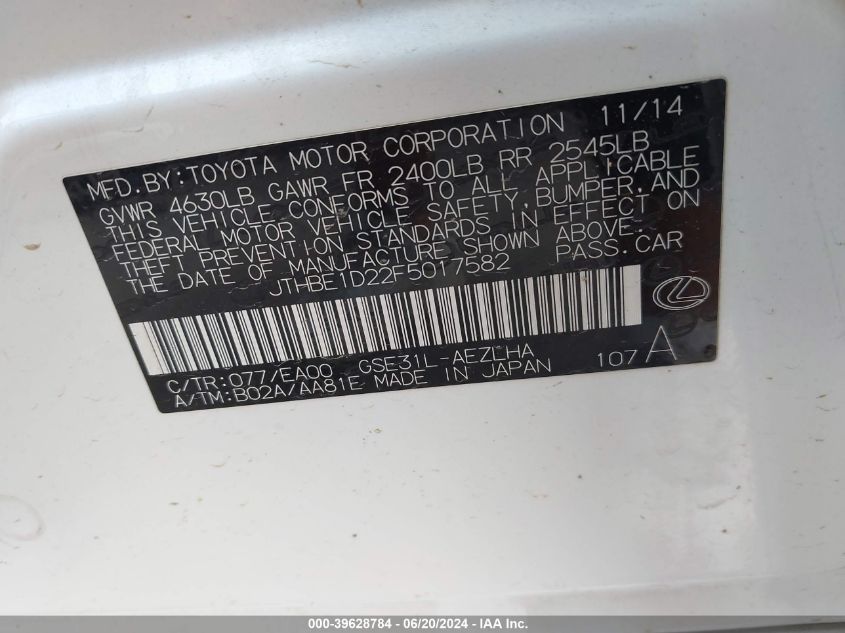 MFD. BY: TOYOTA MOTOR CORPORATION 11/14
GVWR 4630LB GAWR FR 2400LB RR 2545LB
THIS VEHICLE CONFORMS TO ALL APPLICABLE
FEDERAL MOTOR VEHICLE SAFETY, BUMPER, AND
THEFT PREVENTION STANDARDS IN EFFECT ON
THE DATE OF MANUFACTURE SHOWN ABOVE.
JTHBE1D22F5017582 PASS. CAR
C/TR: 077/EA00 GSE31L-AEZLHA 107 A
A/TM: B02A/AA81E MADE IN JAPAN
000-39628784 - 06/20/2024 - IAA Inc.